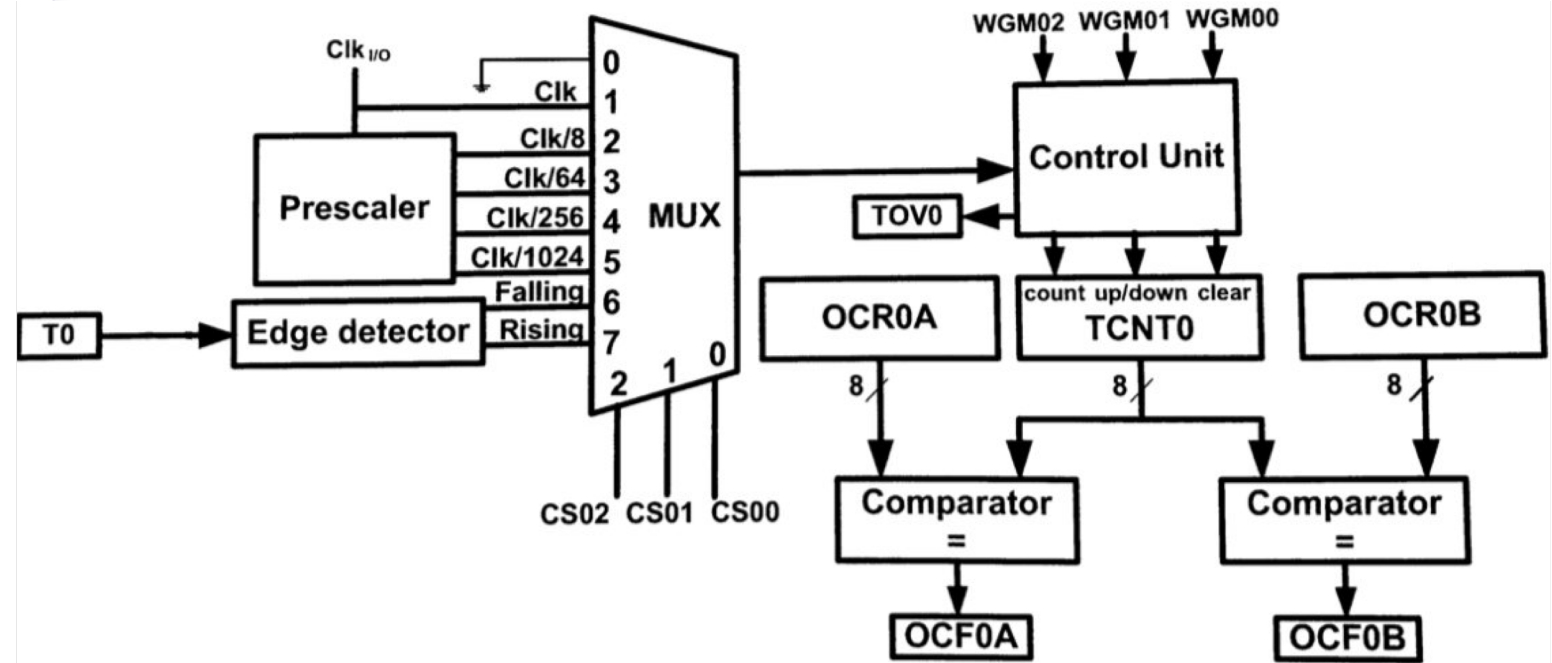 WGM02 WGM01 WGM00
Clk I/O
0
Clk 1
Clk/8 2
Clk/64 3
Clk/256 4
Clk/1024 5
Falling 6
Rising 7
Prescaler
MUX
Control Unit
TOV0
T0
Edge detector
2 1 0
CS02 CS01 CS00
OCR0A
count up/down clear
TCNT0
OCR0B
8
8
8
Comparator
=
Comparator
=
OCF0A
OCF0B